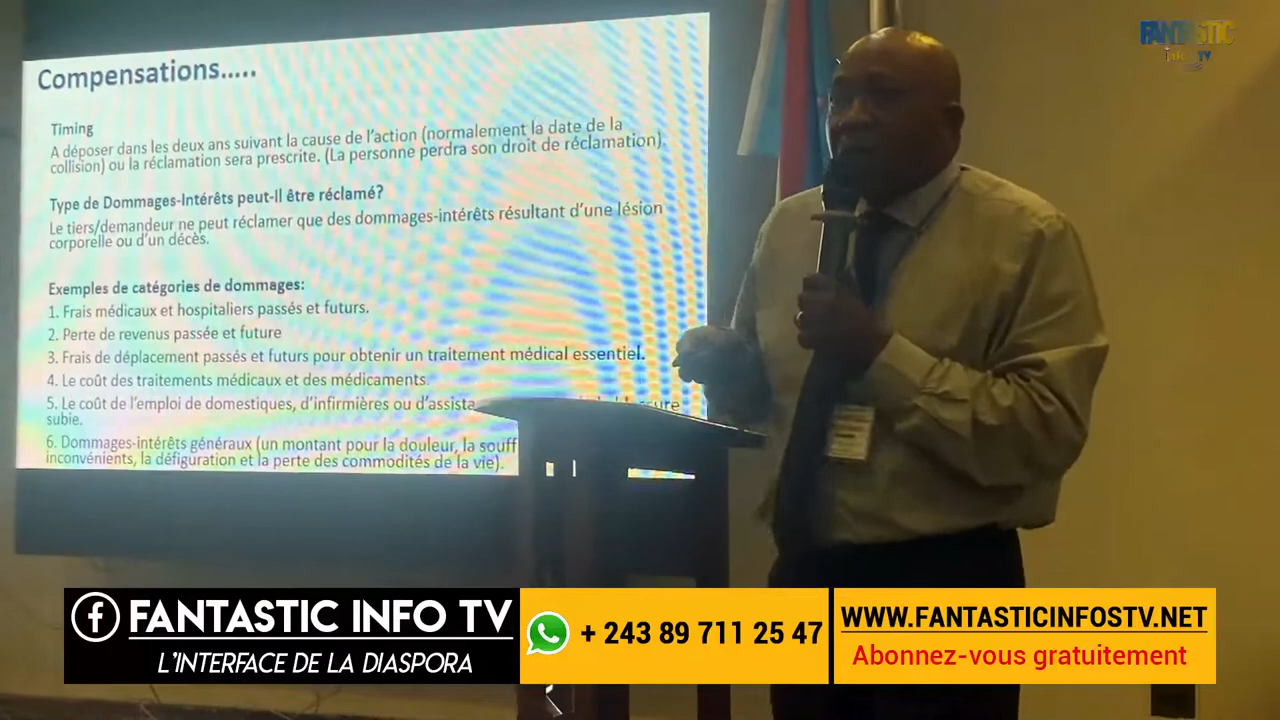 Compensations.....
Timing
A déposer dans les deux ans suivant la cause de l'action (normalement la date de la
collision) ou la réclamation sera prescrite. (La personne perdra son droit de réclamation).
Type de Dommages-Intérêts peut-Il être réclamé?
Le tiers/demandeur ne peut réclamer que des dommages-intérêts résultant d'une lésion
corporelle ou d'un décès.
Exemples de catégories de dommages:
1. Frais médicaux et hospitaliers passés et futurs.
2. Perte de revenus passée et future
3. Frais de déplacement passés et futurs pour obtenir un traitement médical essentiel.
4. Le coût des traitements médicaux et des médicaments.
5. Le coût de l'emploi de domestiques, d'infirmières ou d'assista
subie.
6. Dommages-intérêts généraux (un montant pour la douleur, la souff
inconvénients, la défiguration et la perte des commodités de la vie).
FANTASTIC
TV
FANTASTIC INFO TV
L'INTERFACE DE LA DIASPORA
+ 243 89 711 25 47
WWW.FANTASTICINFOSTV.NET
Abonnez-vous gratuitement